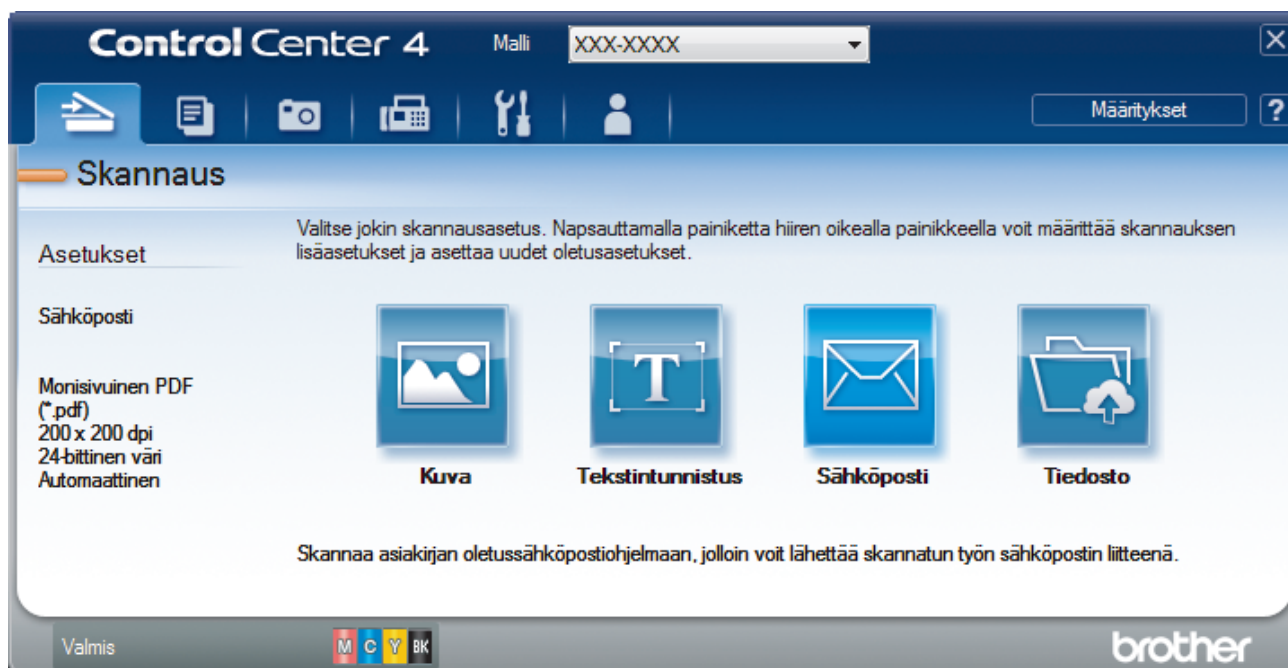 Control Center 4
Malli
XXX-XXXX
Määritykset
?
Skannaus
Asetukset
Sähköposti
Monisivuinen PDF
(*.pdf)
200 x 200 dpi
24-bittinen väri
Automaattinen
Valitse jokin skannausasetus. Napsauttamalla painiketta hiiren oikealla painikkeella voit määrittää skannauksen
lisäasetukset ja asettaa uudet oletusasetukset.
T
Kuva
Tekstintunnistus
Sähköposti
Tiedosto
Skannaa asiakirjan oletussähköpostiohjelmaan, jolloin voit lähettää skannatun työn sähköpostin liitteenä.
Valmis
M C Y BK
brother